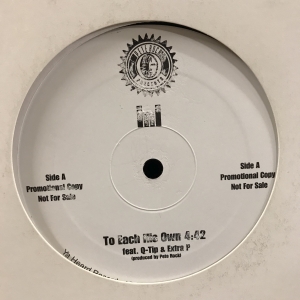 Side A
Promotional Copy
Not For Sale
Side A
Promotional Copy
Not For Sale
To Each His Own 4:42
feat. Q-Tip & Extra P
(produced by Pete Rock)